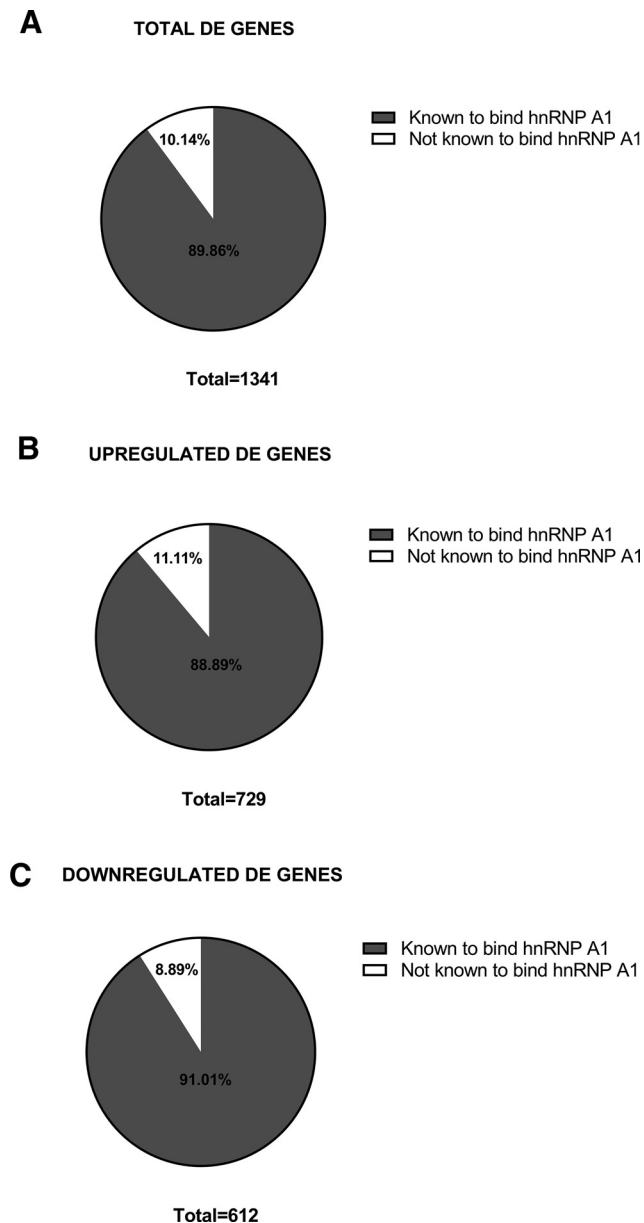 A
TOTAL DE GENES
Known to bind hnRNP A1
Not known to bind hnRNP A1
10.14%
89.86%
Total=1341
B
UPREGULATED DE GENES
Known to bind hnRNP A1
Not known to bind hnRNP A1
11.11%
88.89%
Total=729
C
DOWNREGULATED DE GENES
Known to bind hnRNP A1
Not known to bind hnRNP A1
8.89%
91.01%
Total=612